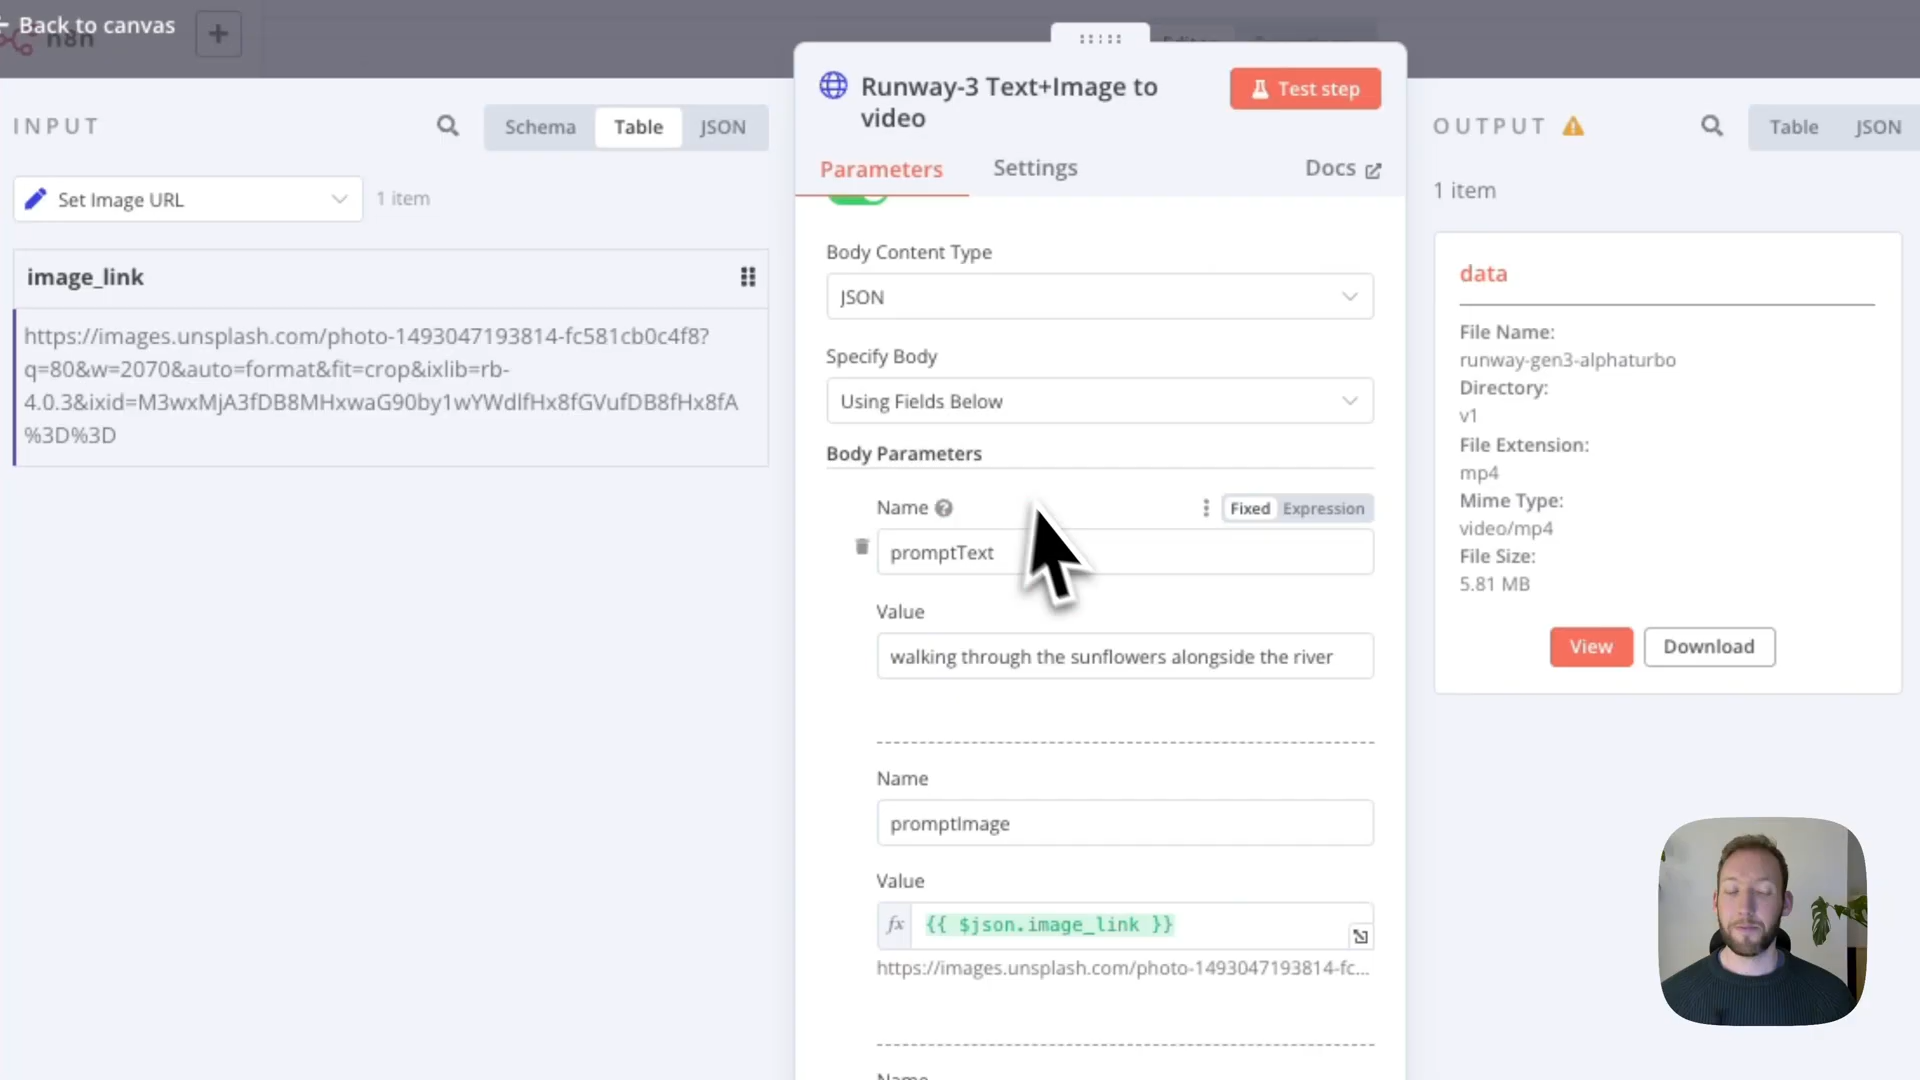 Back to canvas
n8n
INPUT
Schema
Table
JSON
Set Image URL
1 item
image_link
https://images.unsplash.com/photo-1493047193814-fc581cb0c4f8?
q=80&w=2070&auto=format&fit=crop&ixlib=rb-
4.0.3&ixid=M3wxMjA3fDB8MHxwaG90by1wYWdlfHx8fGVufDB8fHx8fA
%3D%3D
Runway-3 Text+Image to
video
Test step
Parameters
Settings
Docs
Body Content Type
JSON
Specify Body
Using Fields Below
Body Parameters
Name
Fixed
Expression
promptText
Value
walking through the sunflowers alongside the river
Name
promptImage
Value
fx
{{ $json.image_link }}
https://images.unsplash.com/photo-1493047193814-fc...
Name
OUTPUT
Table
JSON
1 item
data
File Name:
runway-gen3-alphaturbo
Directory:
v1
File Extension:
mp4
Mime Type:
video/mp4
File Size:
5.81 MB
View
Download